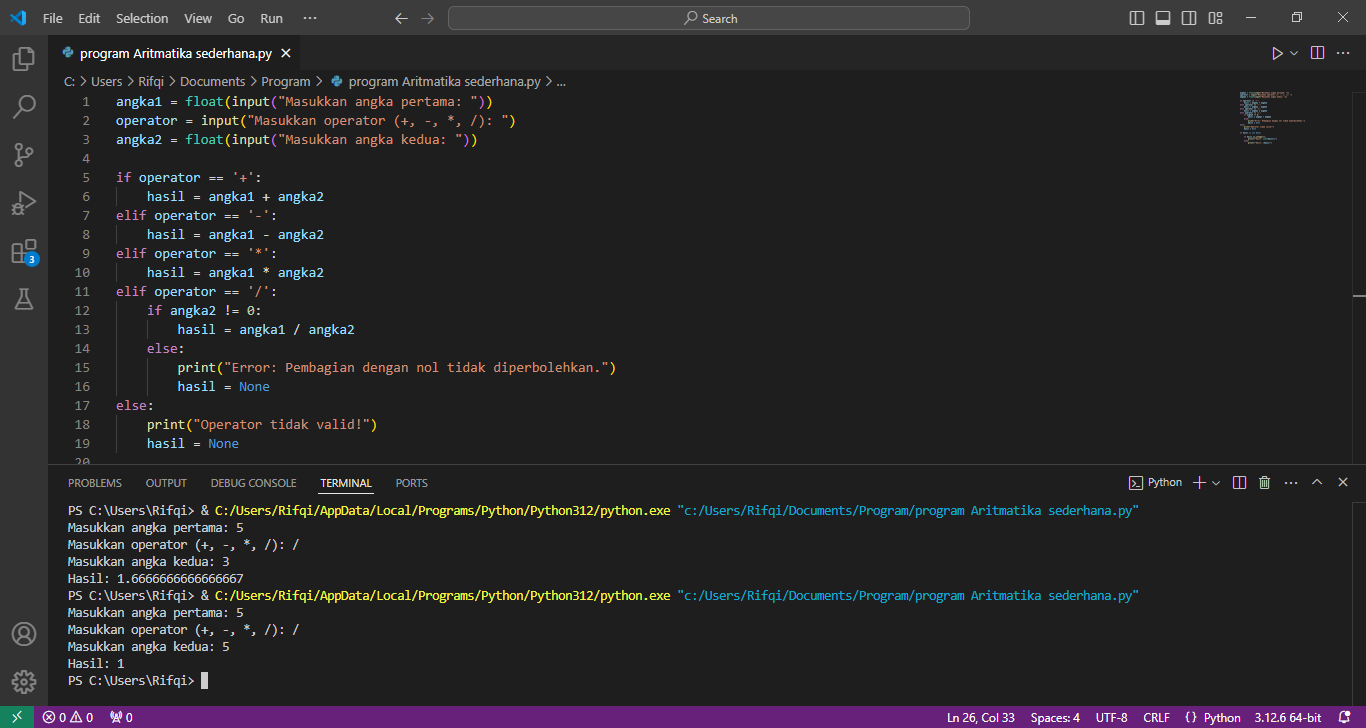 File Edit Selection View Go Run ··· Search
program Aritmatika sederhana.py
C: > Users > Rifqi > Documents > Program > program Aritmatika sederhana.py > ...
1 angka1 = float(input("Masukkan angka pertama: "))
2 operator = input("Masukkan operator (+, -, *, /): ")
3 angka2 = float(input("Masukkan angka kedua: "))
4
5 if operator == '+':
6     hasil = angka1 + angka2
7 elif operator == '-':
8     hasil = angka1 - angka2
9 elif operator == '*':
10     hasil = angka1 * angka2
11 elif operator == '/':
12     if angka2 != 0:
13         hasil = angka1 / angka2
14     else:
15         print("Error: Pembagian dengan nol tidak diperbolehkan.")
16         hasil = None
17 else:
18     print("Operator tidak valid!")
19     hasil = None
20
3
PROBLEMS OUTPUT DEBUG CONSOLE TERMINAL PORTS Python
PS C:\Users\Rifqi> & C:/Users/Rifqi/AppData/Local/Programs/Python/Python312/python.exe "c:/Users/Rifqi/Documents/Program/program Aritmatika sederhana.py"
Masukkan angka pertama: 5
Masukkan operator (+, -, *, /): /
Masukkan angka kedua: 3
Hasil: 1.6666666666666667
PS C:\Users\Rifqi> & C:/Users/Rifqi/AppData/Local/Programs/Python/Python312/python.exe "c:/Users/Rifqi/Documents/Program/program Aritmatika sederhana.py"
Masukkan angka pertama: 5
Masukkan operator (+, -, *, /): /
Masukkan angka kedua: 5
Hasil: 1
PS C:\Users\Rifqi>
0 0 0 Ln 26, Col 33 Spaces: 4 UTF-8 CRLF {} Python 3.12.6 64-bit